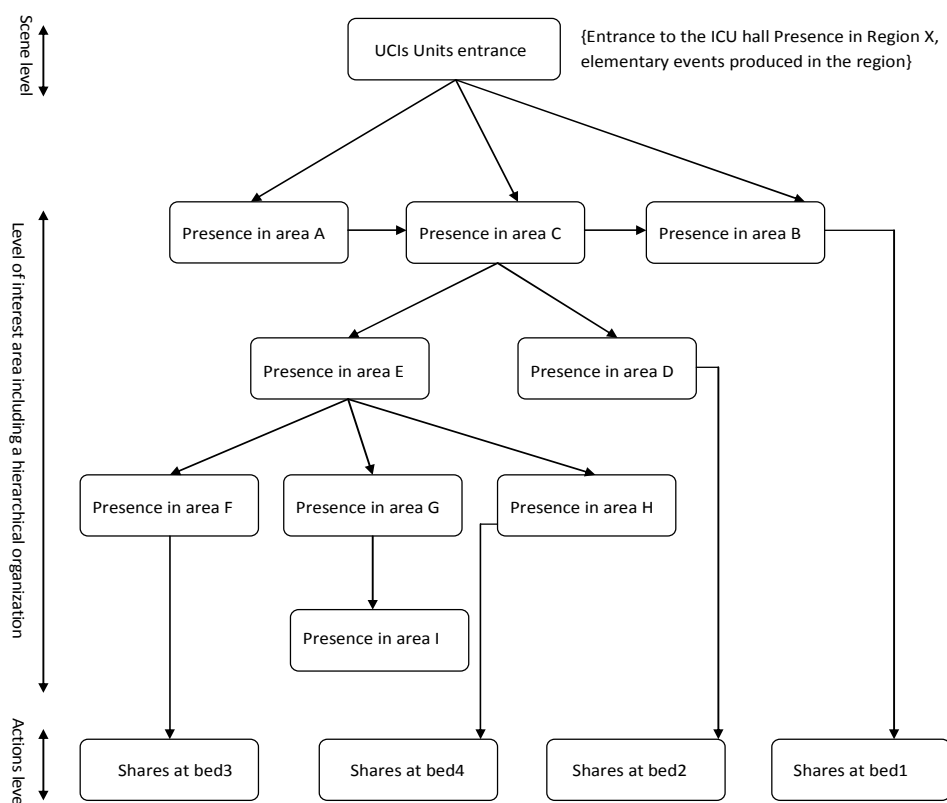 Scene level
UCIs Units entrance
{Entrance to the ICU hall Presence in Region X,
elementary events produced in the region}
Level of interest area including a hierarchical organization
Presence in area A
Presence in area C
Presence in area B
Presence in area E
Presence in area D
Presence in area F
Presence in area G
Presence in area H
Presence in area I
Actions leve
Shares at bed3
Shares at bed4
Shares at bed2
Shares at bed1